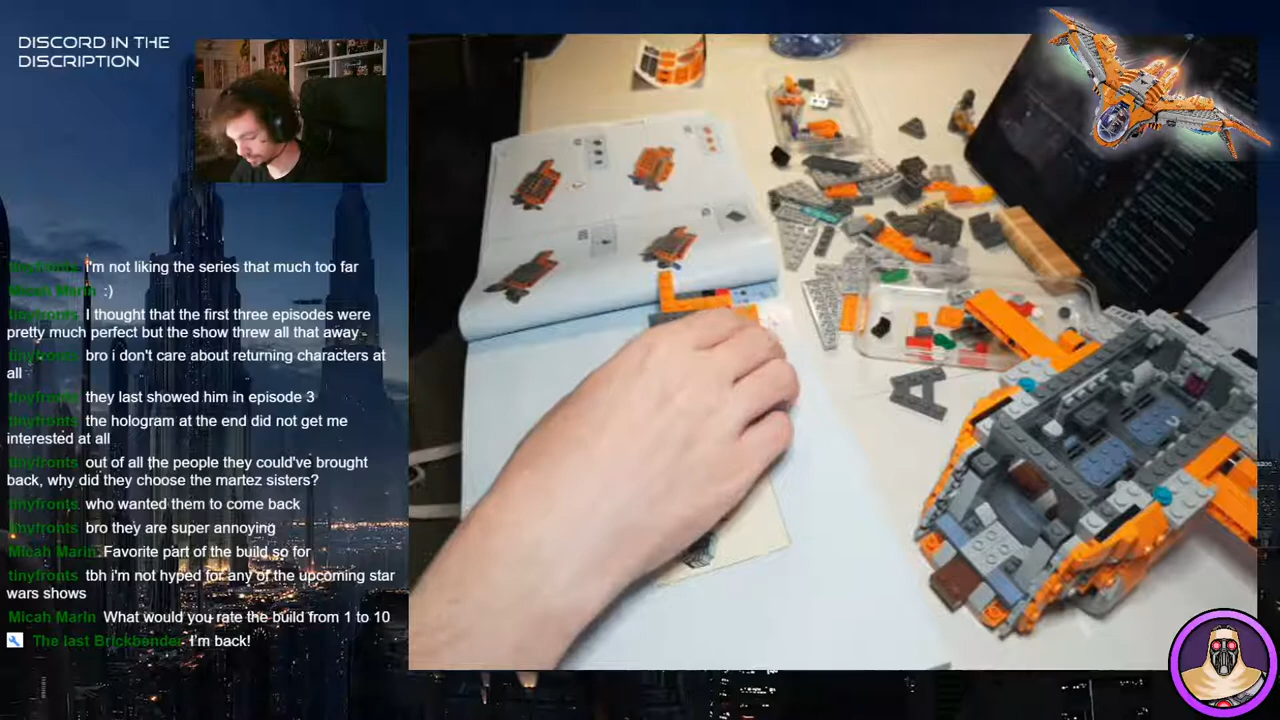 DISCORD IN THE
DISCRIPTION
tinyfronts i'm not liking the series that much too far
Micah Marin :)
tinyfronts I thought that the first three episodes were
pretty much perfect but the show threw all that away
tinyfronts bro i don't care about returning characters at
all
tinyfronts they last showed him in episode 3
tinyfronts the hologram at the end did not get me
interested at all
tinyfronts out of all the people they could've brought
back, why did they choose the martez sisters?
tinyfronts who wanted them to come back
tinyfronts bro they are super annoying
Micah Marin Favorite part of the build so for
tinyfronts tbh i'm not hyped for any of the upcoming star
wars shows
Micah Marin What would you rate the build from 1 to 10
The last Brickbender I'm back!